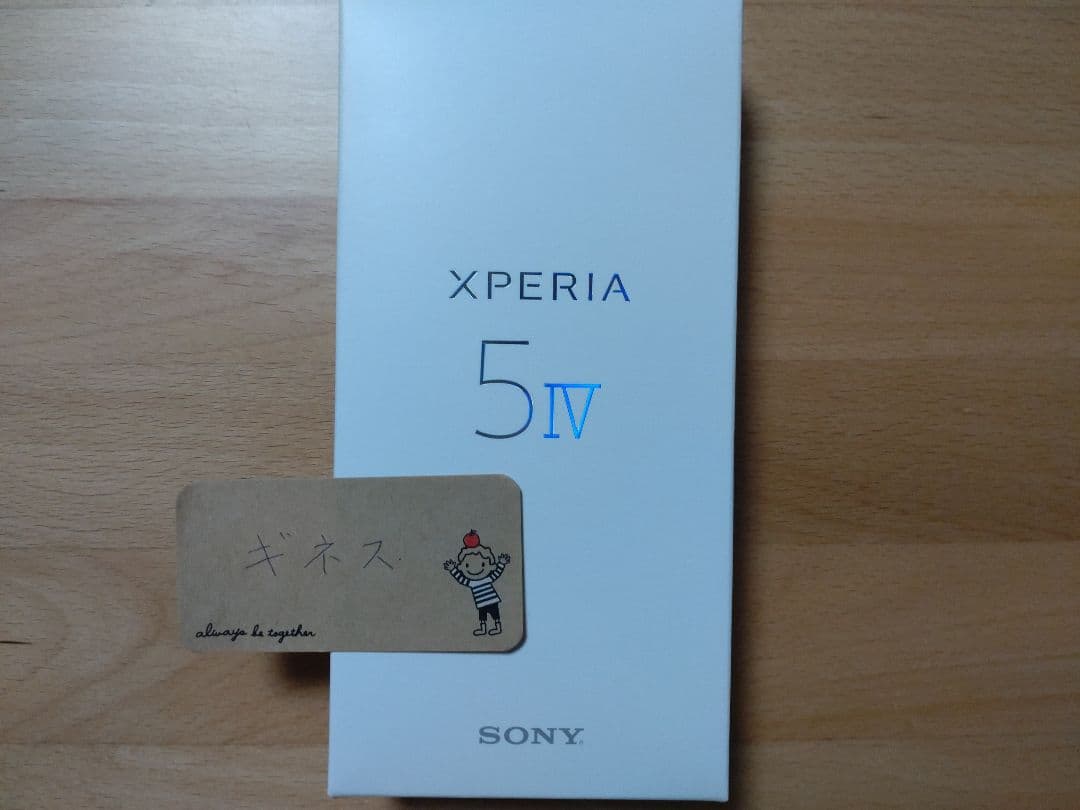 XPERIA
5 IV
ギネス
always be together
SONY